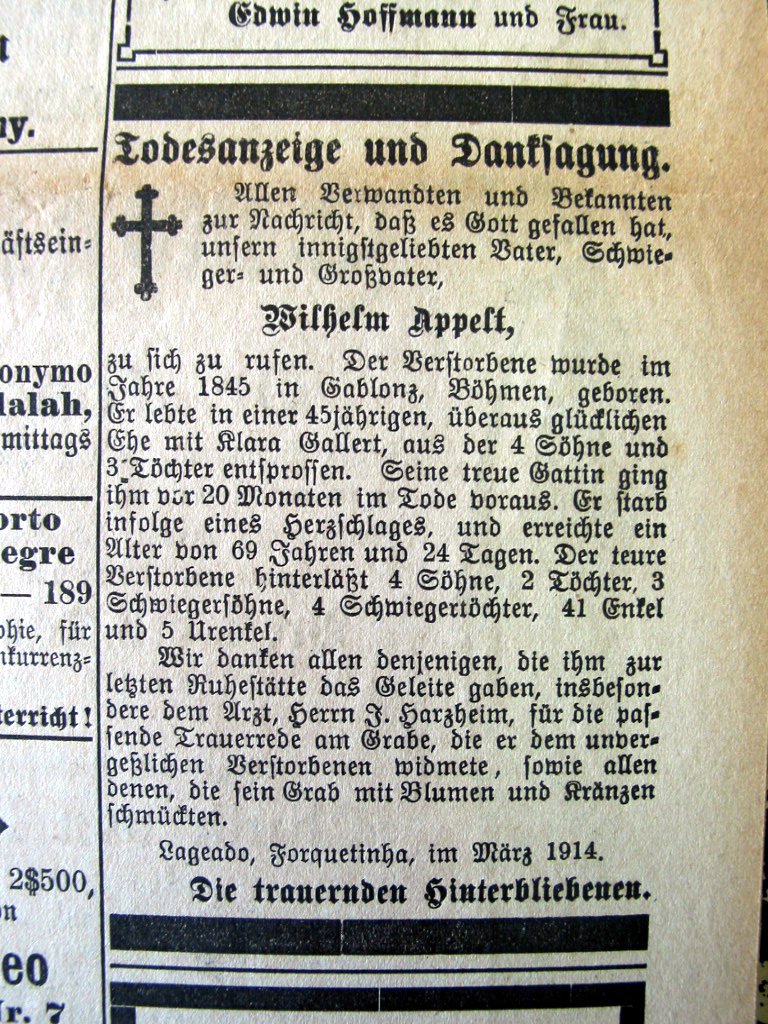 Edwin Hoffmann und Frau.
Todesanzeige und Danksagung.
Allen Verwandten und Bekannten
zur Nachricht, daß es Gott gefallen hat,
unsern innigstgeliebten Vater, Schwie-
ger- und Großvater,
Wilhelm Appelt,
zu sich zu rufen. Der Verstorbene wurde im
Jahre 1845 in Gablonz, Böhmen, geboren.
Er lebte in einer 45jährigen, überaus glücklichen
Ehe mit Klara Gallert, aus der 4 Söhne und
3 Töchter entsprossen. Seine treue Gattin ging
ihm vor 20 Monaten im Tode voraus. Er starb
infolge eines Herzschlages, und erreichte ein
Alter von 69 Jahren und 24 Tagen. Der teure
Verstorbene hinterläßt 4 Söhne, 2 Töchter, 3
Schwiegersöhne, 4 Schwiegertöchter, 41 Enkel
und 5 Urenkel.
Wir danken allen denjenigen, die ihm zur
letzten Ruhestätte das Geleite gaben, insbeson-
dere dem Arzt, Herrn J. Harzheim, für die pas-
sende Trauerrede am Grabe, die er dem unver-
geßlichen Verstorbenen widmete, sowie allen
denen, die sein Grab mit Blumen und Kränzen
schmückten.
Lageado, Forquetinha, im März 1914.
Die trauernden Hinterbliebenen.
äftsein-
onymo
lalah,
mittags
orto
egre
— 189
ohie, für
nkurrenz-
terricht!
2$500,
on
eo
Nr. 7